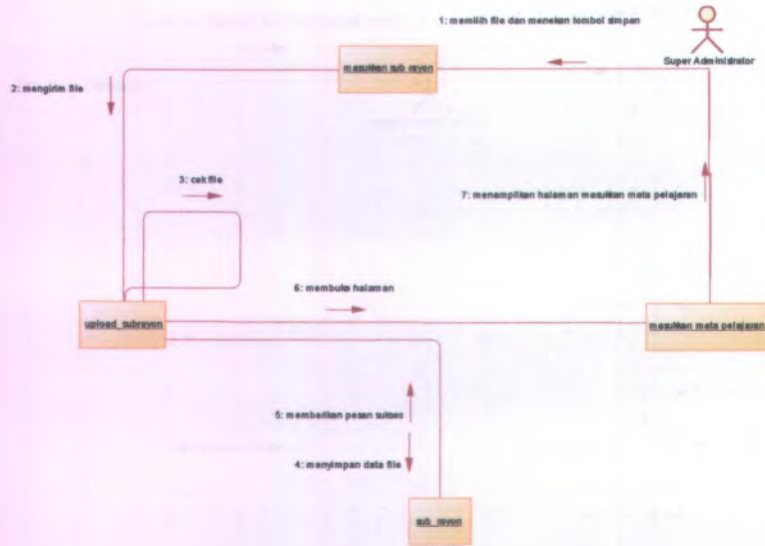 1: memilih file dan menekan tombol simpan
Super Administrator
masukkan sub rayon
2: mengirim file
3: cek file
7: menampilkan halaman masukkan mata pelajaran
6: membuka halaman
upload_subrayon
masukkan mata pelajaran
5: memberikan pesan sukses
4: menyimpan data file
sub_rayon